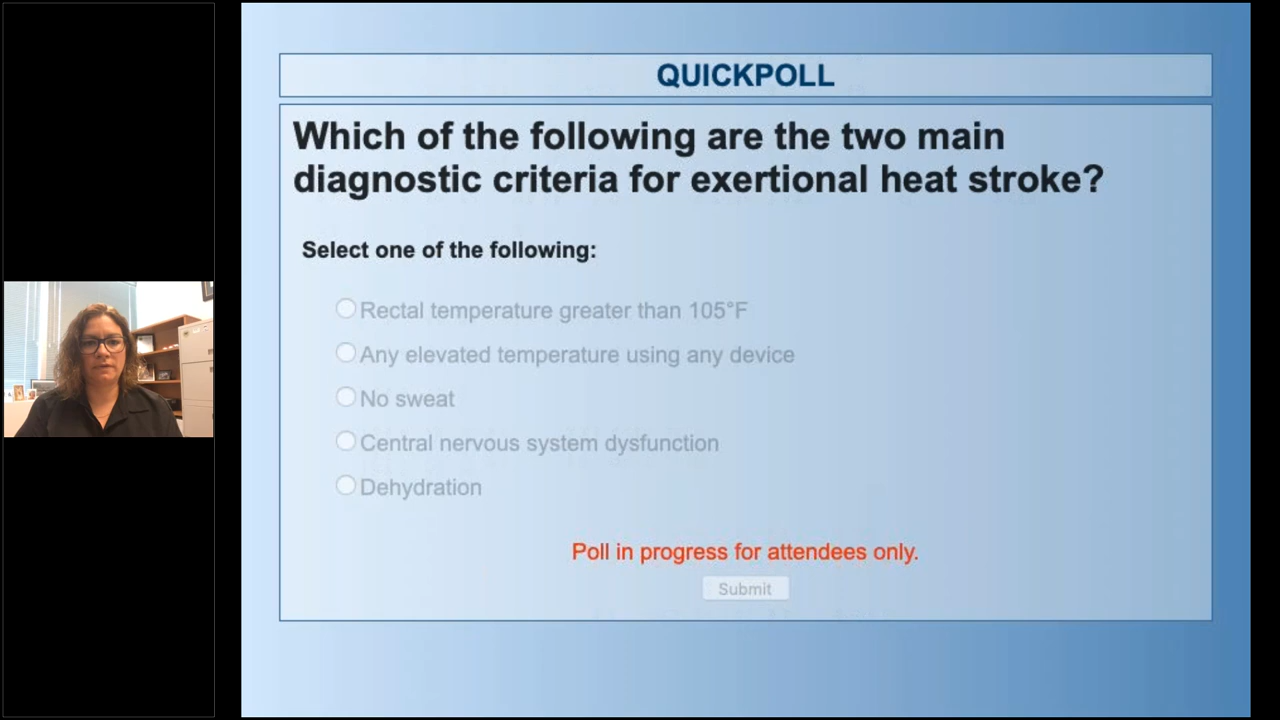 QUICKPOLL
Which of the following are the two main
diagnostic criteria for exertional heat stroke?
Select one of the following:
Rectal temperature greater than 105°F
Any elevated temperature using any device
No sweat
Central nervous system dysfunction
Dehydration
Poll in progress for attendees only.
Submit